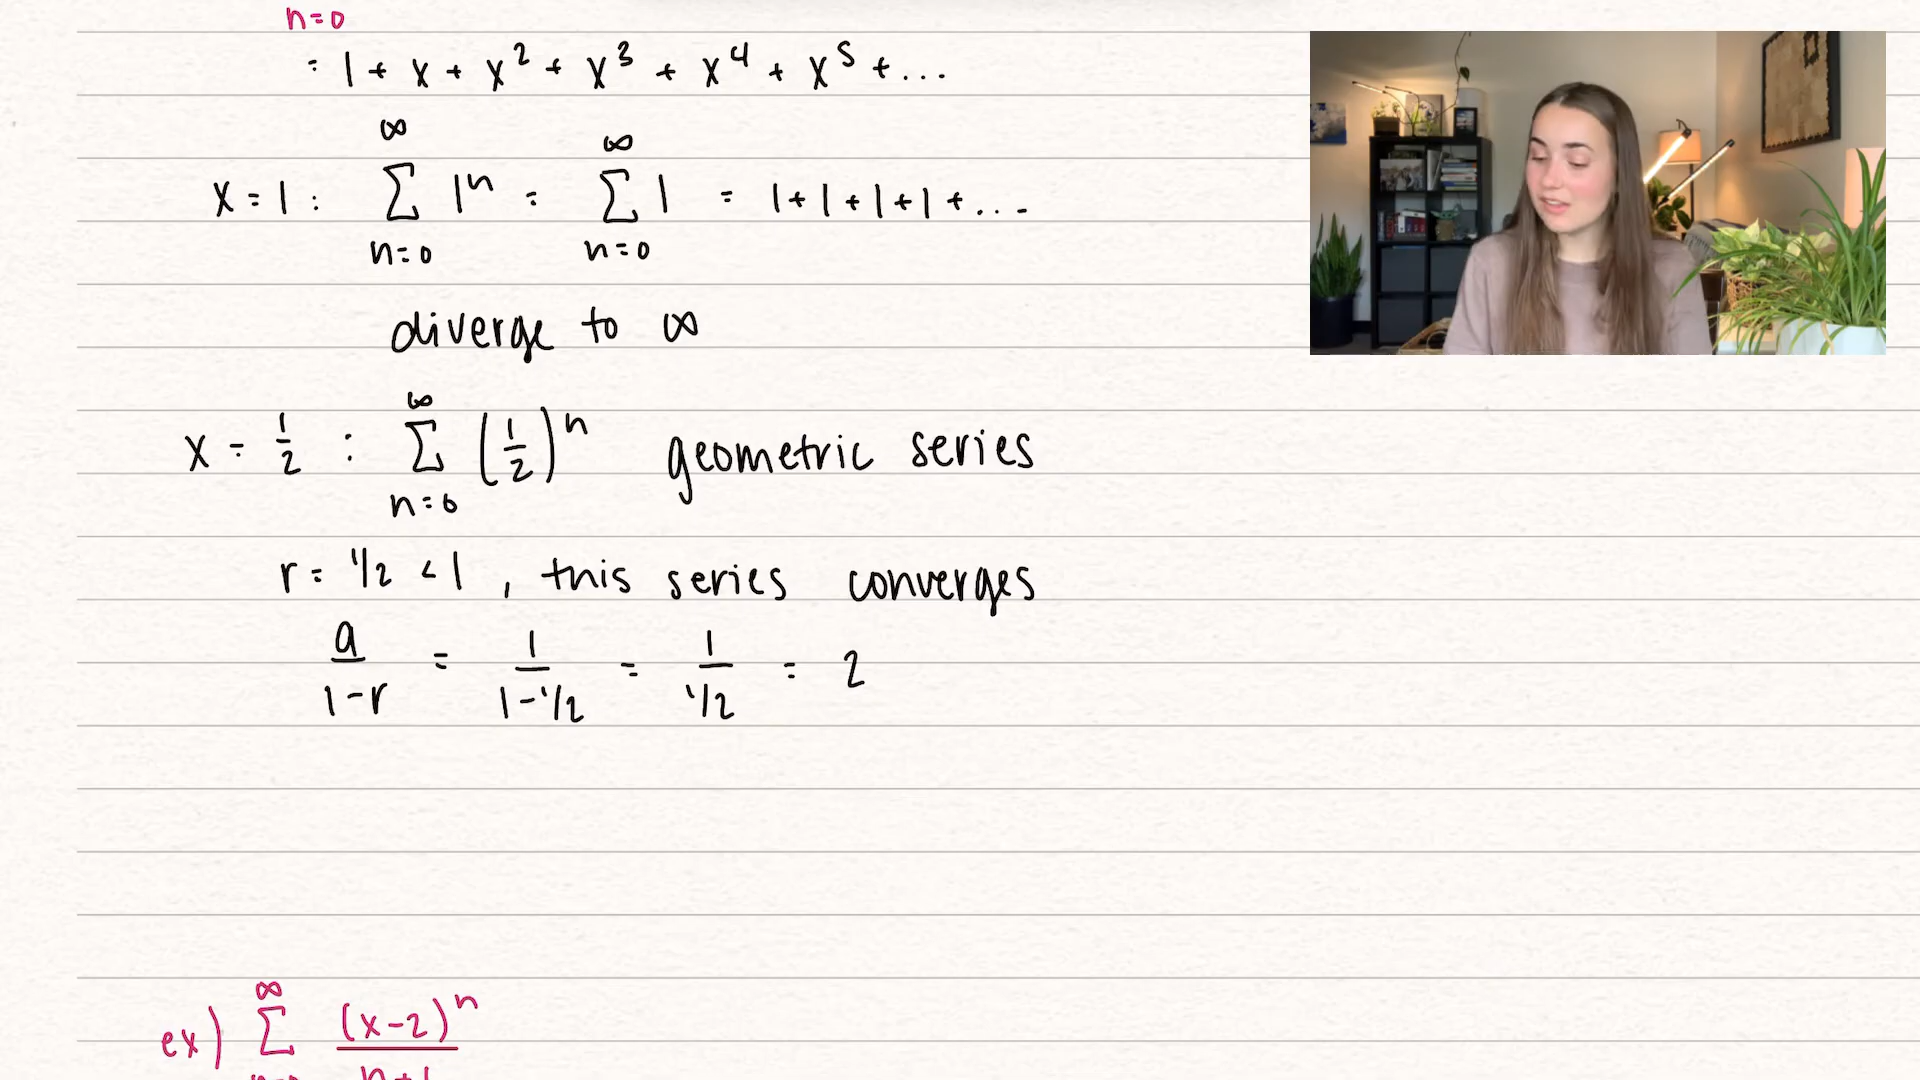 n=0
= 1 + x + x² + x³ + x⁴ + x⁵ + ...
x = 1 : ∞ ∑ n=0 1ⁿ = ∞ ∑ n=0 1 = 1+1+1+1+...
diverge to ∞
x = 1/2 : ∞ ∑ n=0 (1/2)ⁿ geometric series
r = 1/2 < 1 , this series converges
a/(1-r) = 1/(1-1/2) = 1/(1/2) = 2
ex) ∞ ∑ n=0 (x-2)ⁿ/(n+1)